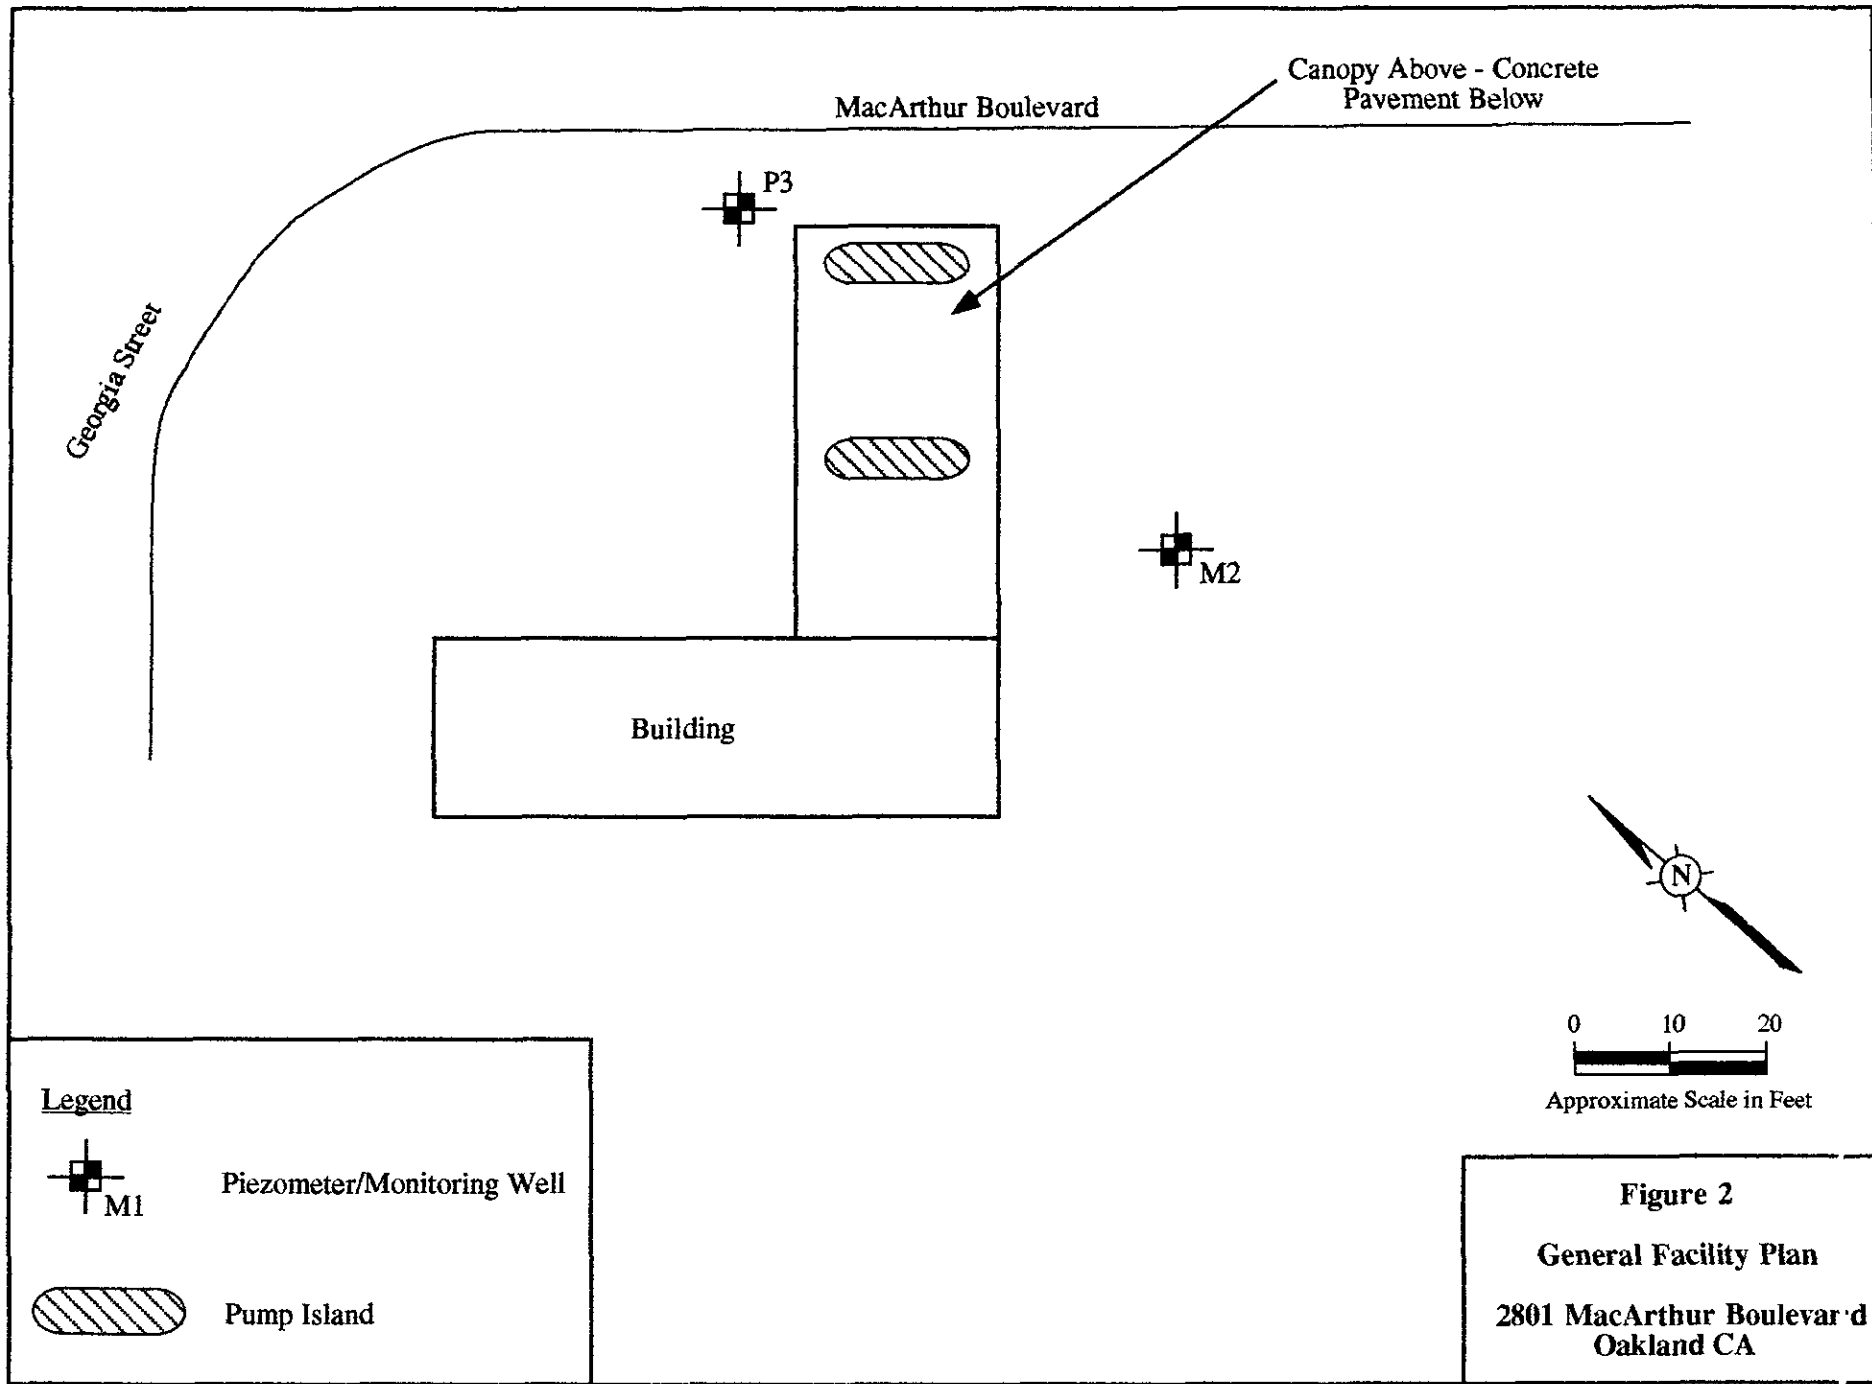 Canopy Above - Concrete
Pavement Below
MacArthur Boulevard
P3
Georgia Street
M2
Building
N
0 10 20
Approximate Scale in Feet
Legend
M1
Piezometer/Monitoring Well
Pump Island
Figure 2
General Facility Plan
2801 MacArthur Boulevard
Oakland CA